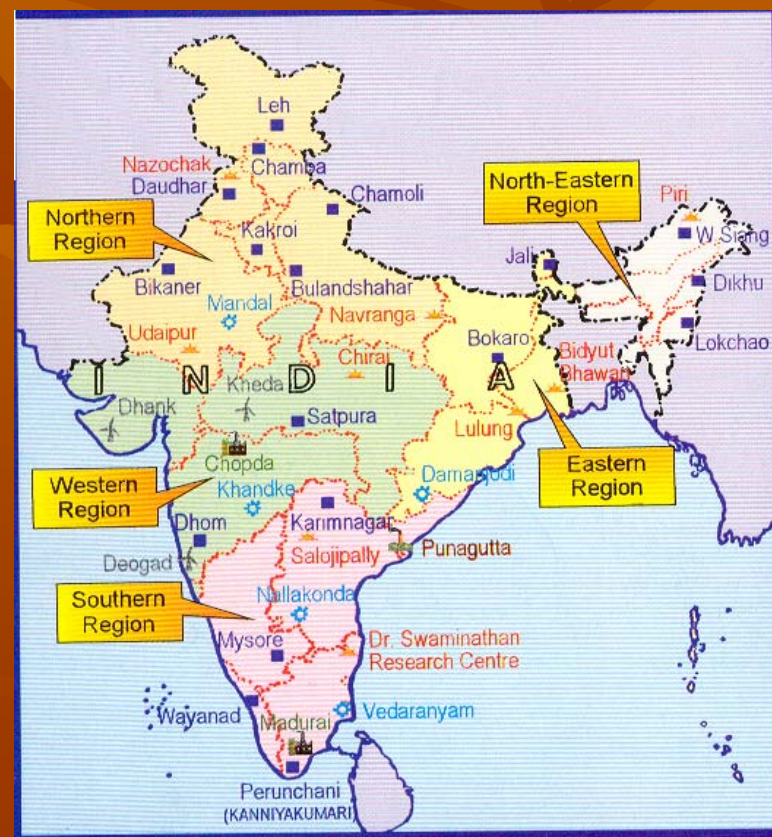 Leh
Nazochak
Chamba
Daudhar
Chamoli
North-Eastern
Region
Piri
Northern
Region
Kakroi
W.Siang
Jali
Bikaner
Bulandshahar
Dikhu
Mandal
Navranga
Lokchao
Udaipur
Bokaro
Bidyut
Bhawan
Chirai
I N D I A
Kheda
Dhank
Satpura
Lulung
Chopda
Eastern
Region
Western
Region
Khandke
Damanjodi
Dhom
Karimnagar
Deogad
Salojipally
Punagutta
Southern
Region
Nallakonda
Mysore
Dr. Swaminathan
Research Centre
Wayanad
Madurai
Vedaranyam
Perunchani
(KANNIYAKUMARI)